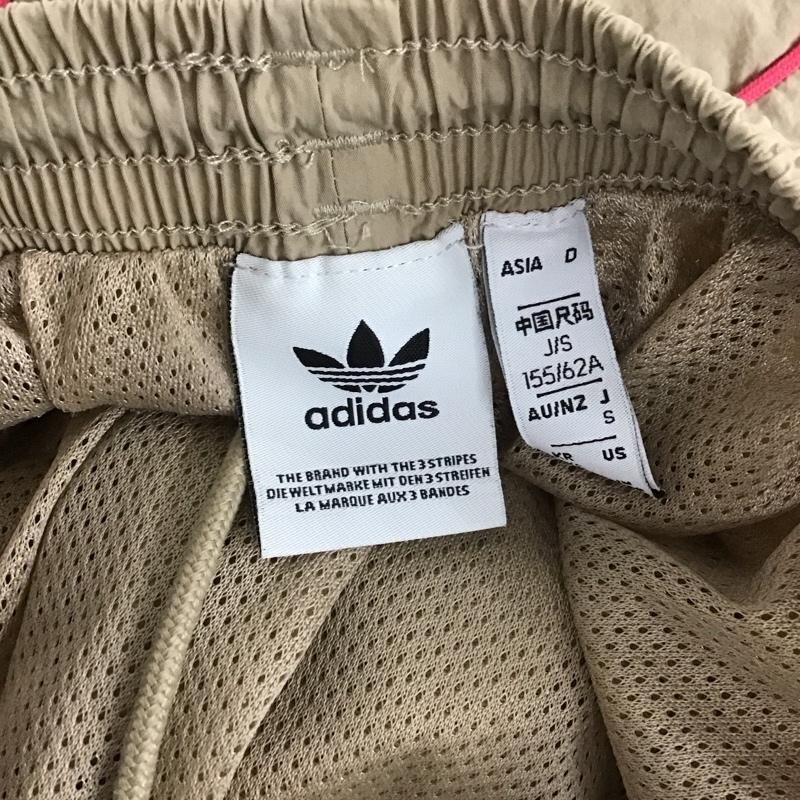 adidas
THE BRAND WITH THE 3 STRIPES
DIE WELTMARKE MIT DEN 3 STREIFEN
LA MARQUE AUX 3 BANDES
ASIA D
中国尺码
J/S
155/62A
AU/NZ J
S
KR US